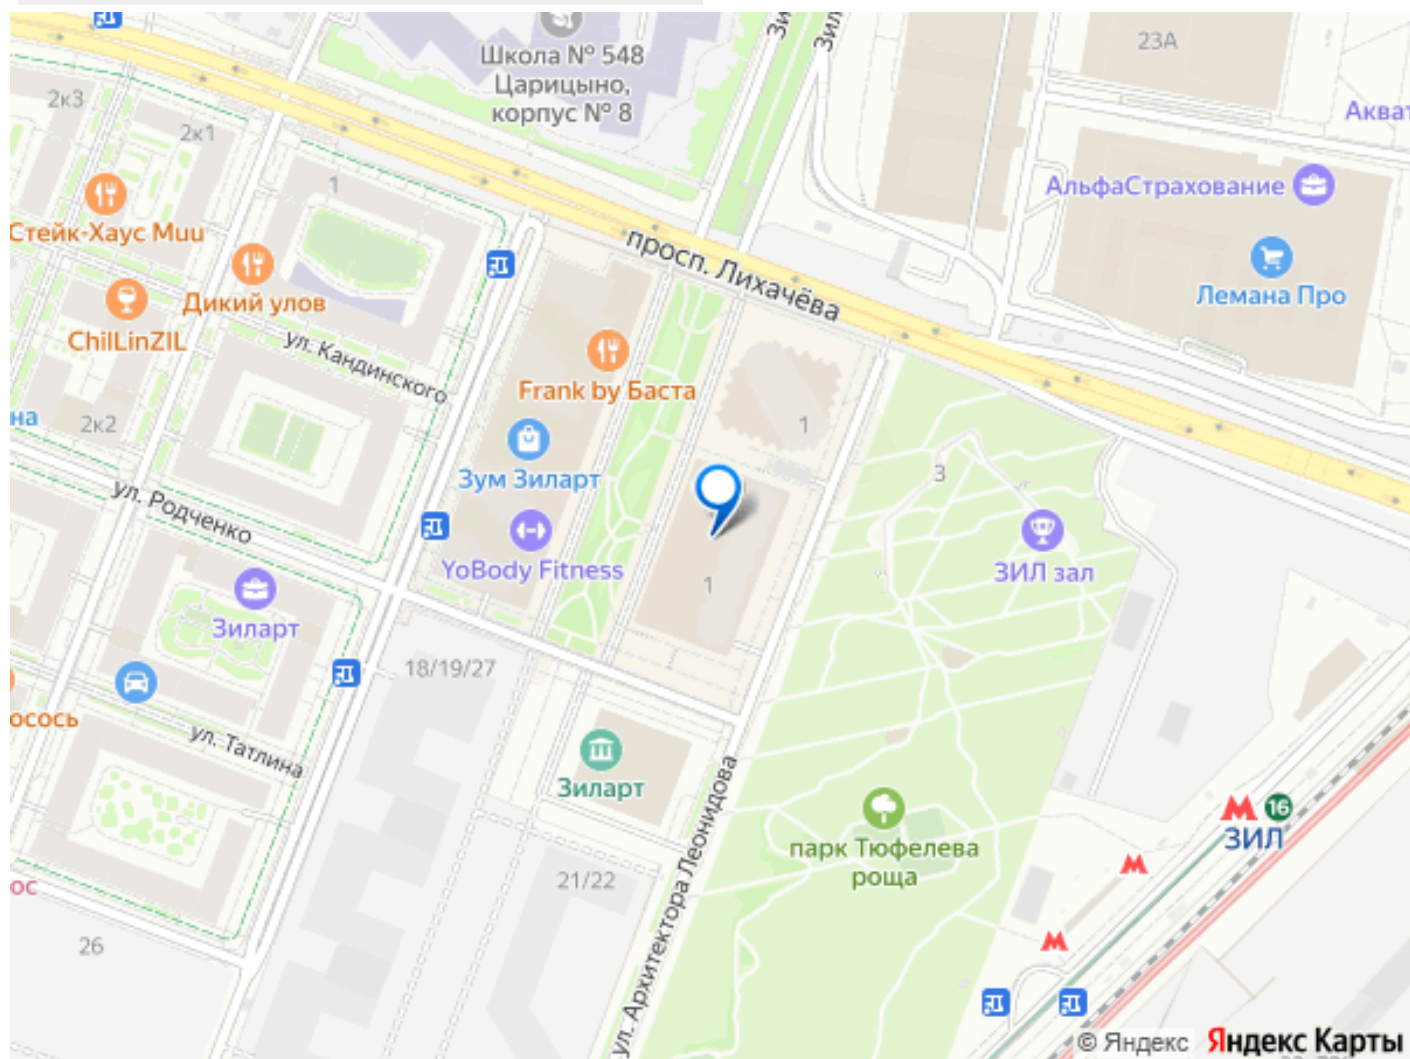 Школа № 548
Царицыно,
корпус № 8
23А
2к3
2к1
1
АльфаСтрахование
Стейк-Хаус Muu
просп. Лихачёва
Дикий улов
Лемана Про
ChilLinZIL
ул. Кандинского
Frank by Баста
на
2к2
1
Зум Зиларт
3
ул. Родченко
YoBody Fitness
ЗИЛ зал
1
Зиларт
18/19/27
ул. Татлина
Зиларт
ул. Архитектора Леонидова
16
ЗИЛ
парк Тюфелева
роща
21/22
26
© Яндекс Яндекс Карты